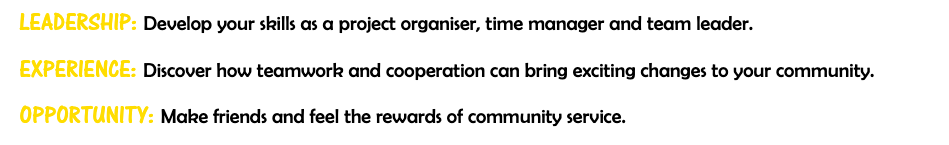 LEADERSHIP: Develop your skills as a project organiser, time manager and team leader.
EXPERIENCE: Discover how teamwork and cooperation can bring exciting changes to your community.
OPPORTUNITY: Make friends and feel the rewards of community service.